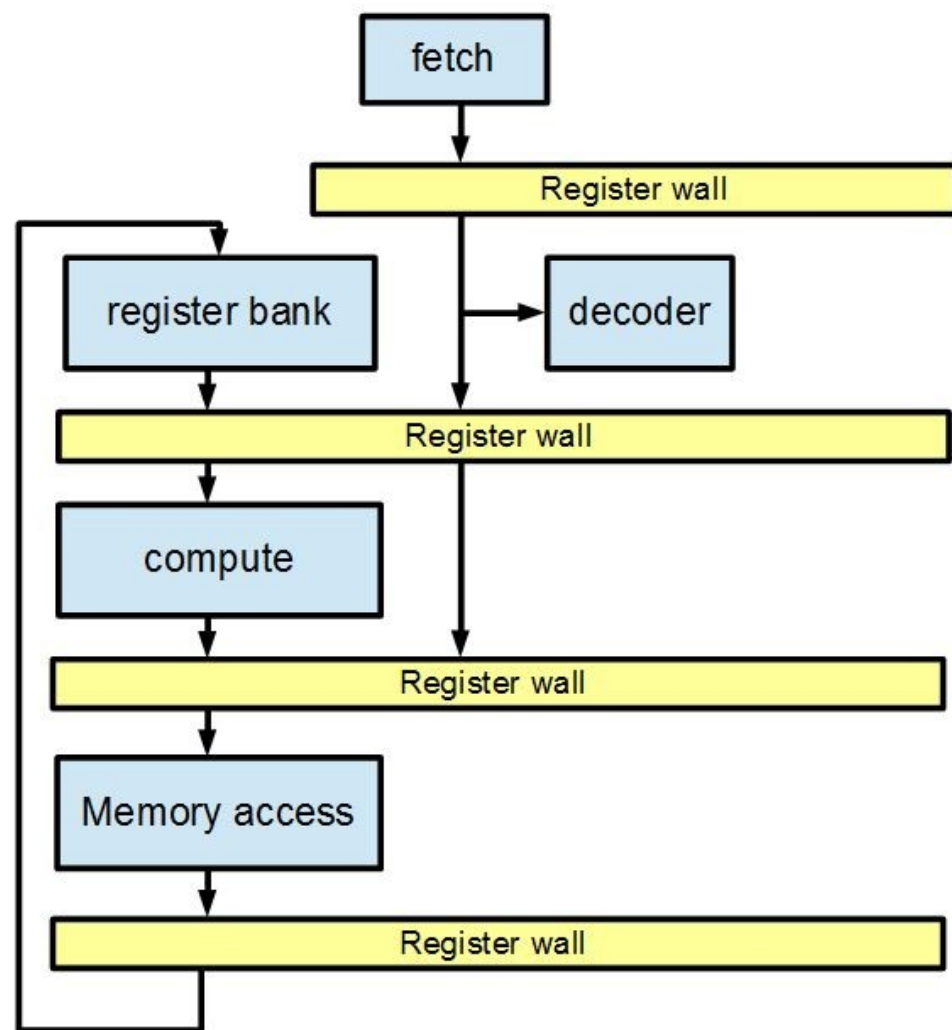 fetch
Register wall
register bank
decoder
Register wall
compute
Register wall
Memory access
Register wall